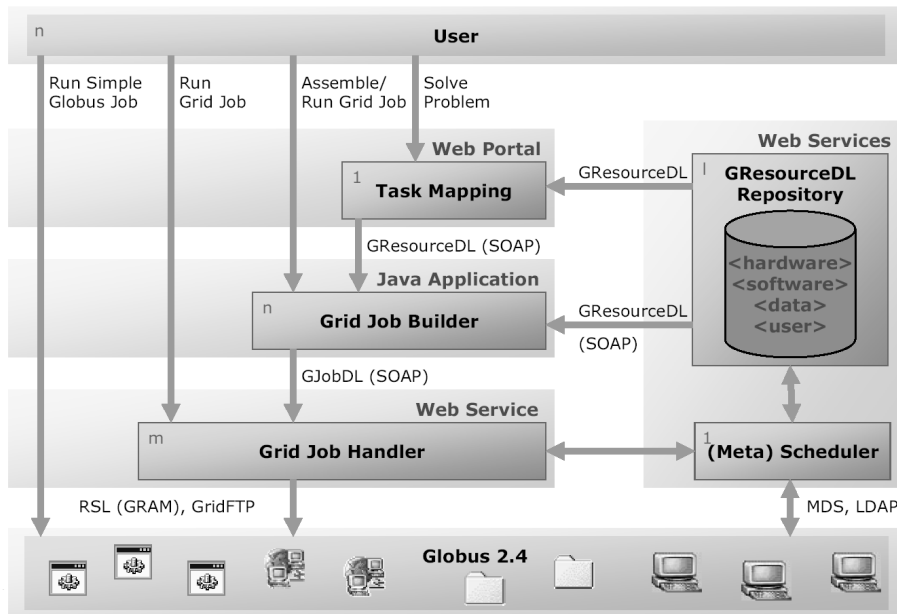 n
User
Run Simple
Globus Job
Run
Grid Job
Assemble/
Run Grid Job
Solve
Problem
Web Portal
1
Task Mapping
GResourceDL
Web Services
l
GResourceDL
Repository
<hardware>
<software>
<data>
<user>
GResourceDL (SOAP)
Java Application
n
Grid Job Builder
GResourceDL
(SOAP)
GJobDL (SOAP)
Web Service
m
Grid Job Handler
1
(Meta) Scheduler
RSL (GRAM), GridFTP
MDS, LDAP
Globus 2.4